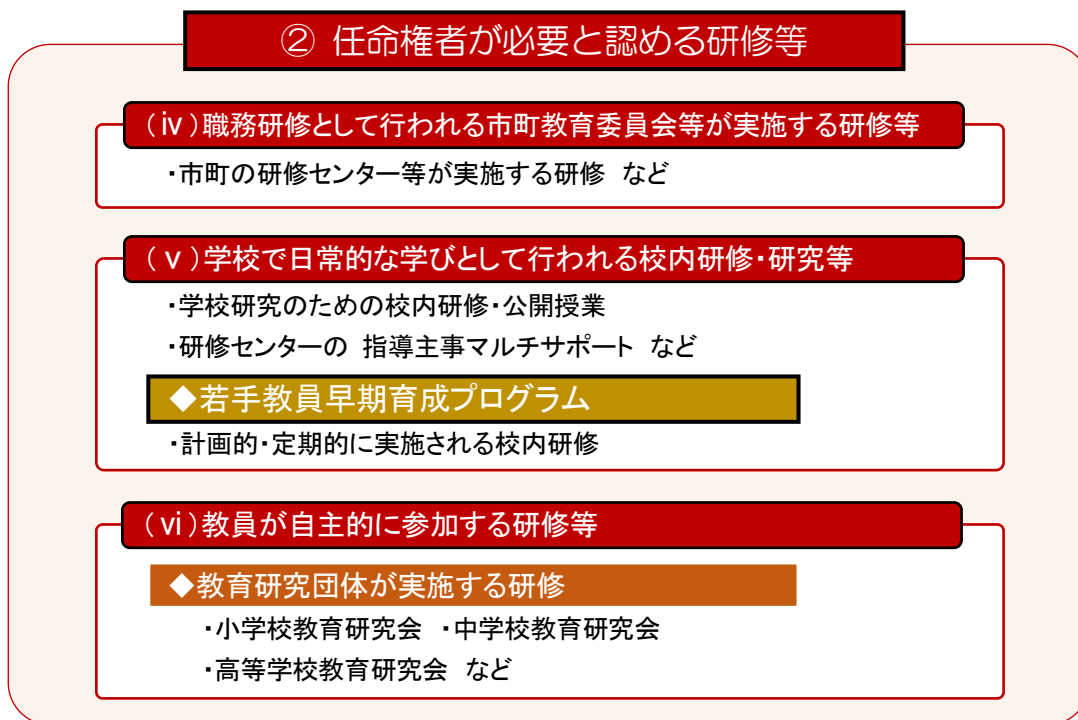 ② 任命権者が必要と認める研修等
（ⅳ）職務研修として行われる市町教育委員会等が実施する研修等
・市町の研修センター等が実施する研修 など
（ⅴ）学校で日常的な学びとして行われる校内研修・研究等
・学校研究のための校内研修・公開授業
・研修センターの 指導主事マルチサポート など
◆若手教員早期育成プログラム
・計画的・定期的に実施される校内研修
（ⅵ）教員が自主的に参加する研修等
◆教育研究団体が実施する研修
・小学校教育研究会 ・中学校教育研究会
・高等学校教育研究会 など